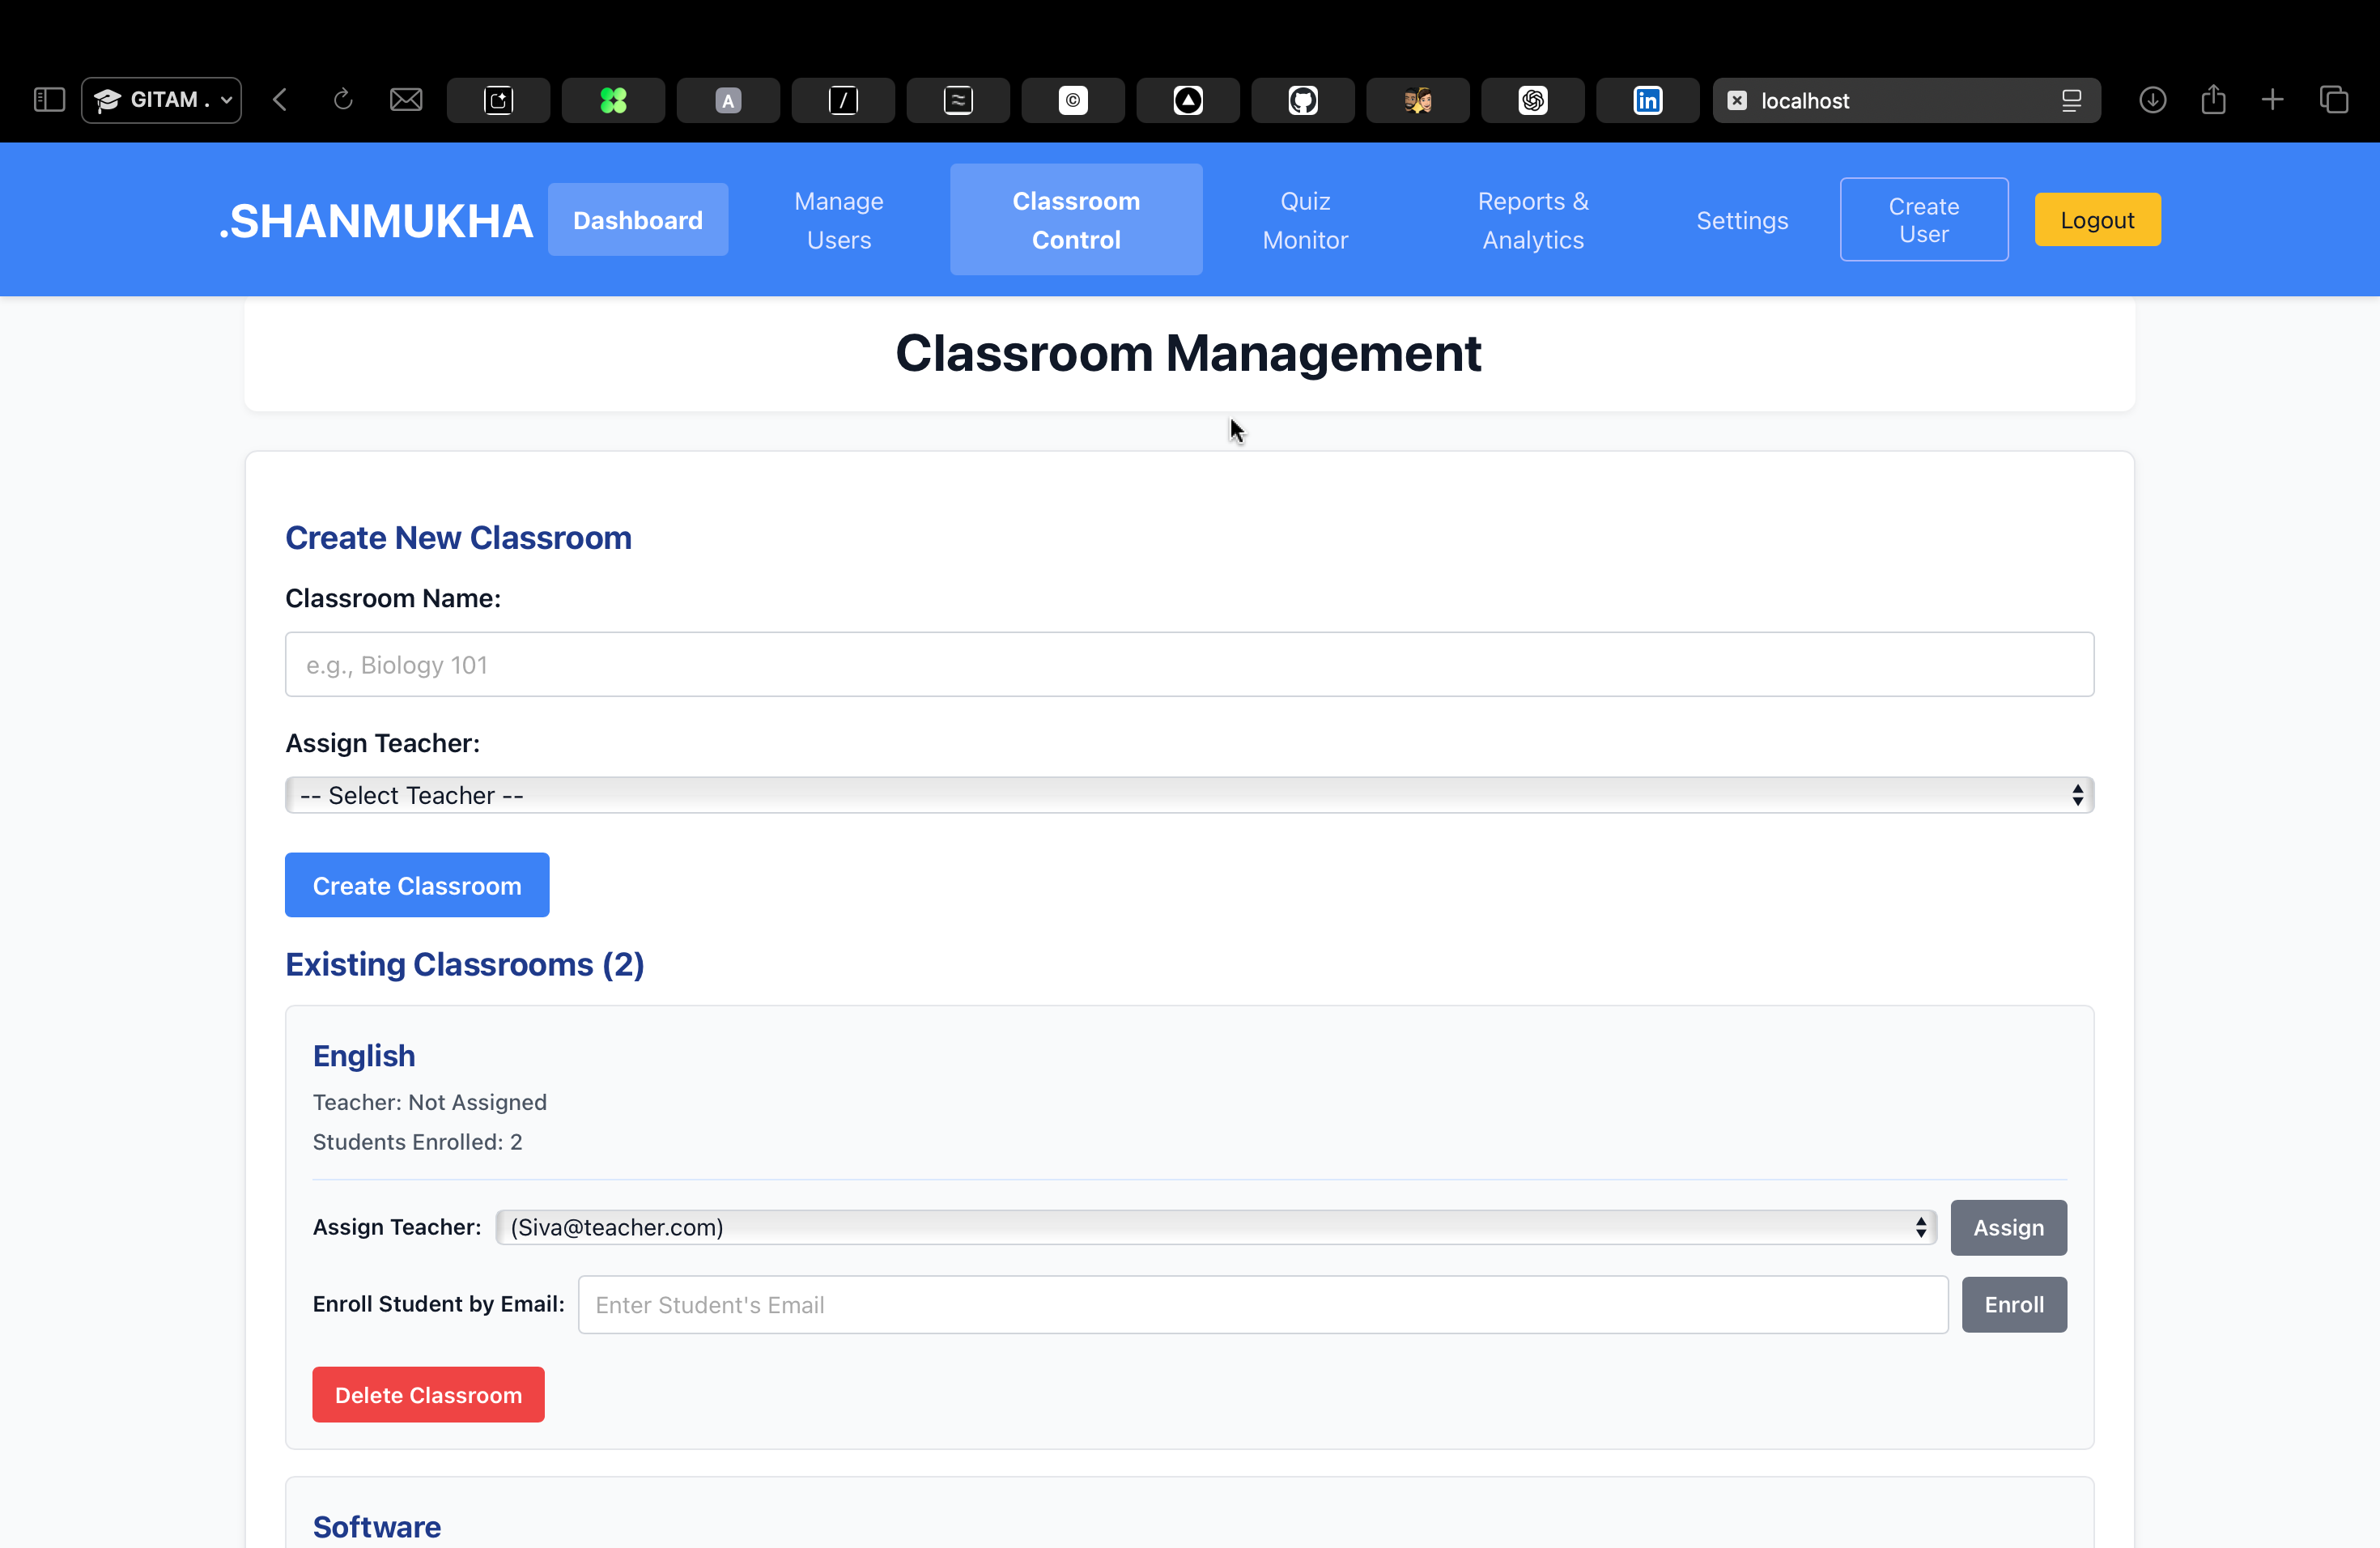 GITAM .
A
/
≈
©
in
localhost
.SHANMUKHA
Dashboard
Manage
Users
Classroom
Control
Quiz
Monitor
Reports &
Analytics
Settings
Create
User
Logout
Classroom Management
Create New Classroom
Classroom Name:
e.g., Biology 101
Assign Teacher:
-- Select Teacher --
Create Classroom
Existing Classrooms (2)
English
Teacher: Not Assigned
Students Enrolled: 2
Assign Teacher:
(Siva@teacher.com)
Assign
Enroll Student by Email:
Enter Student's Email
Enroll
Delete Classroom
Software